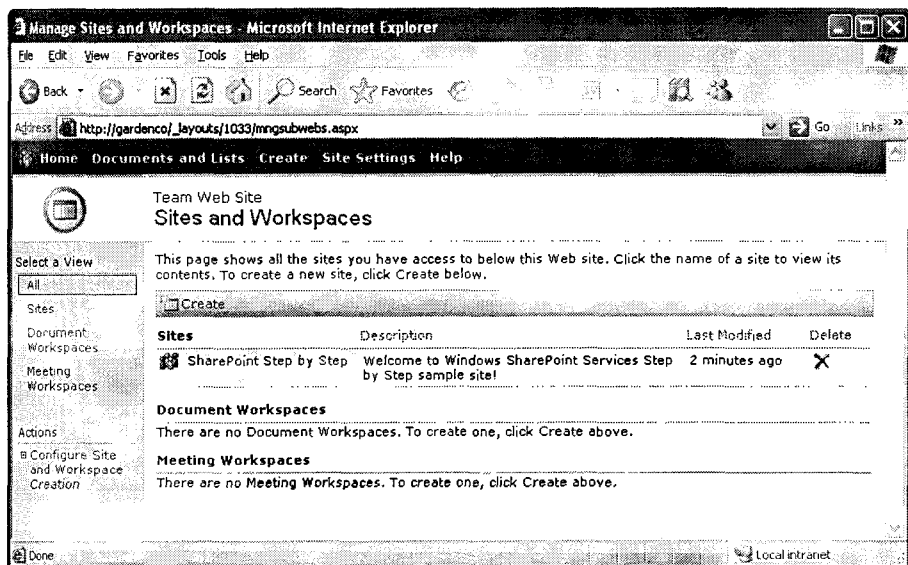 Manage Sites and Workspaces - Microsoft Internet Explorer
File Edit View Favorites Tools Help
Back Search Favorites
Address http://gardenco/_layouts/1033/mngsubwebs.aspx Go Links »
Home Documents and Lists Create Site Settings Help
Team Web Site
Sites and Workspaces
Select a View
All
Sites
Document
Workspaces
Meeting
Workspaces
Actions
Configure Site
and Workspace
Creation
This page shows all the sites you have access to below this Web site. Click the name of a site to view its
contents. To create a new site, click Create below.
Create
Sites Description Last Modified Delete
SharePoint Step by Step Welcome to Windows SharePoint Services Step 2 minutes ago
by Step sample site!
Document Workspaces
There are no Document Workspaces. To create one, click Create above.
Meeting Workspaces
There are no Meeting Workspaces. To create one, click Create above.
Done Local intranet